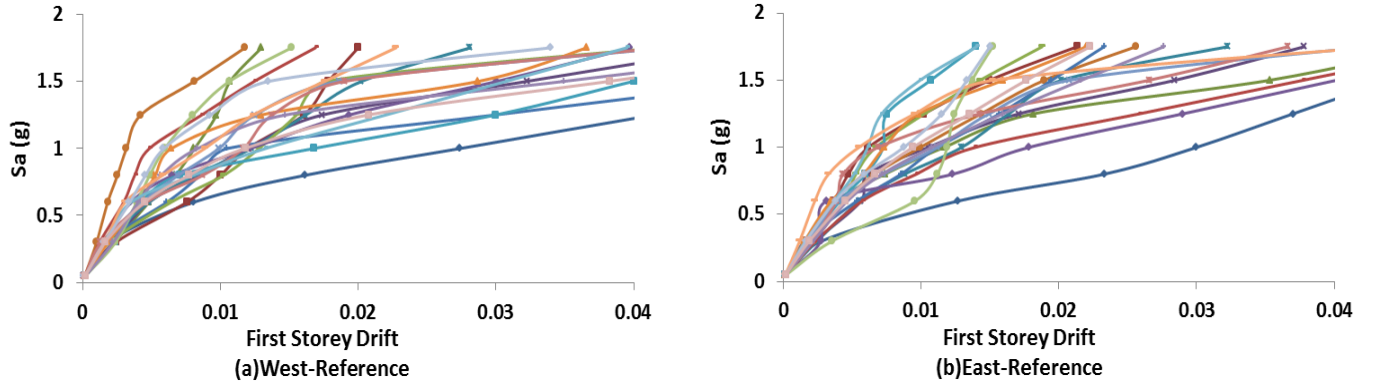 2
1.5
1
0.5
0
Sa (g)
0 0.01 0.02 0.03 0.04
First Storey Drift
(a)West-Reference
2
1.5
1
0.5
0
Sa (g)
0 0.01 0.02 0.03 0.04
First Storey Drift
(b)East-Reference